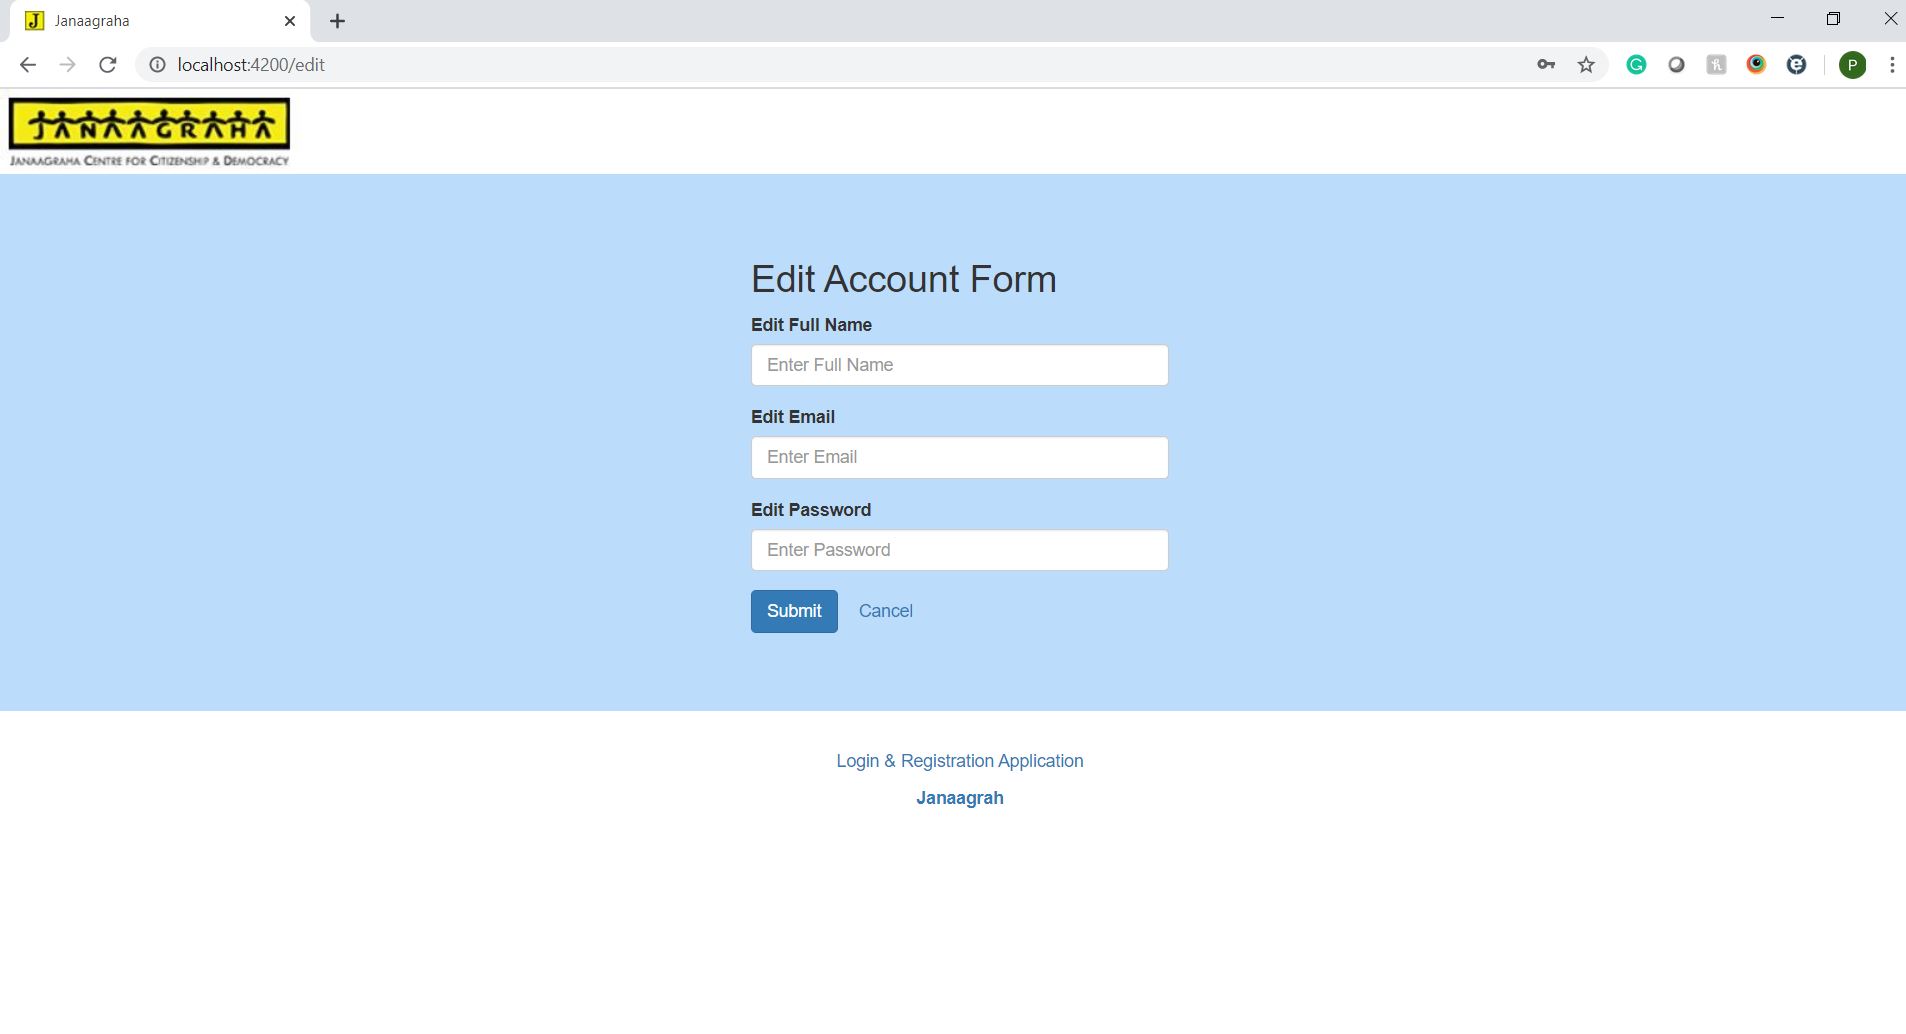 Janaagraha
localhost:4200/edit
P
JANAAGRAHA
JANAAGRAHA CENTRE FOR CITIZENSHIP & DEMOCRACY
Edit Account Form
Edit Full Name
Enter Full Name
Edit Email
Enter Email
Edit Password
Enter Password
Submit Cancel
Login & Registration Application
Janaagrah